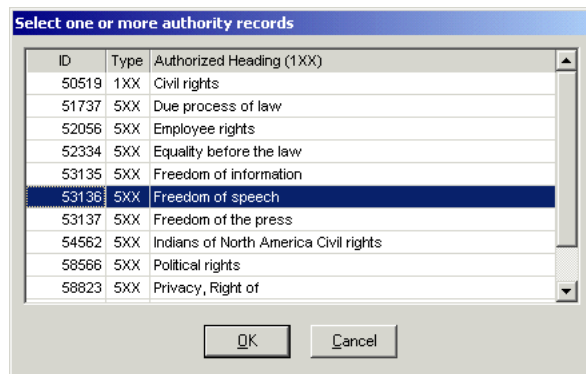 Select one or more authority records
ID Type Authorized Heading (1XX)
50519 1XX Civil rights
51737 5XX Due process of law
52056 5XX Employee rights
52334 5XX Equality before the law
53135 5XX Freedom of information
53136 5XX Freedom of speech
53137 5XX Freedom of the press
54562 5XX Indians of North America Civil rights
58566 5XX Political rights
58823 5XX Privacy, Right of
OK Cancel